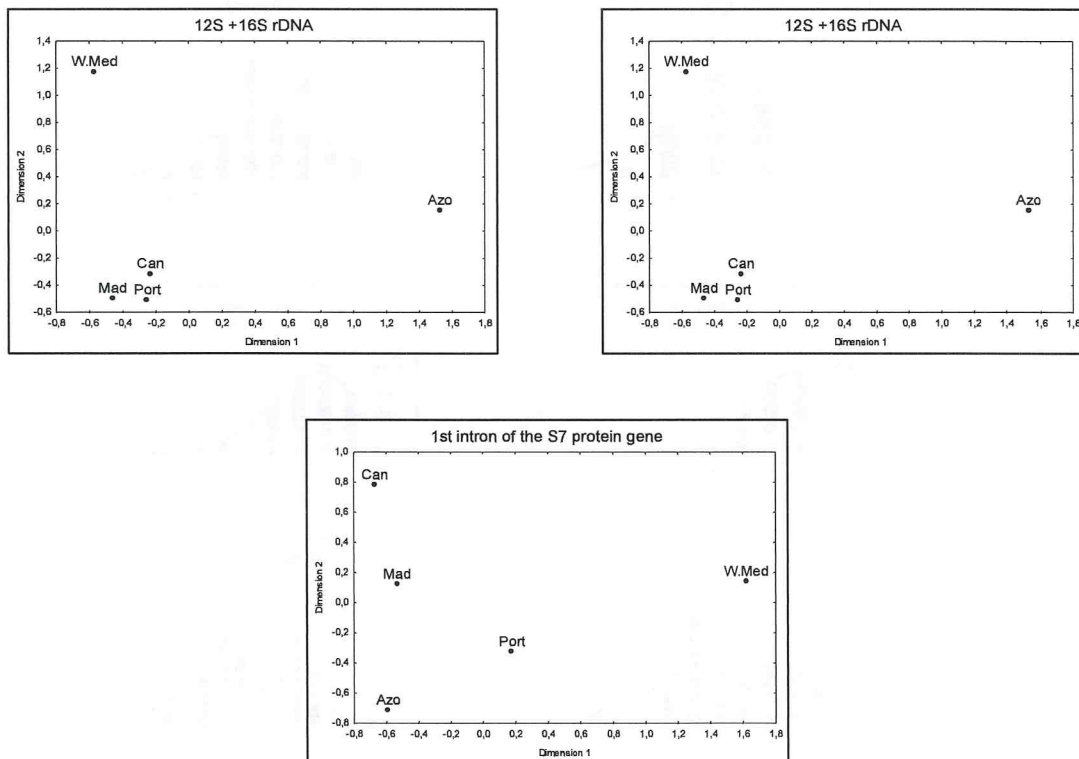 12S +16S rDNA
1,4
1,2
1,0
0,8
0,6
0,4
0,2
0,0
-0,2
-0,4
-0,6
Dimension 2
W.Med
Azo
Can
Mad
Port
-0,8 -0,6 -0,4 -0,2 0,0 0,2 0,4 0,6 0,8 1,0 1,2 1,4 1,6 1,8
Dimension 1
12S +16S rDNA
1,4
1,2
1,0
0,8
0,6
0,4
0,2
0,0
-0,2
-0,4
-0,6
Dimension 2
W.Med
Azo
Can
Mad
Port
-0,8 -0,6 -0,4 -0,2 0,0 0,2 0,4 0,6 0,8 1,0 1,2 1,4 1,6 1,8
Dimension 1
1st intron of the S7 protein gene
1,0
0,8
0,6
0,4
0,2
0,0
-0,2
-0,4
-0,6
-0,8
Dimension 2
Can
Mad
W.Med
Port
Azo
-0,8 -0,6 -0,4 -0,2 0,0 0,2 0,4 0,6 0,8 1,0 1,2 1,4 1,6 1,8
Dimension 1